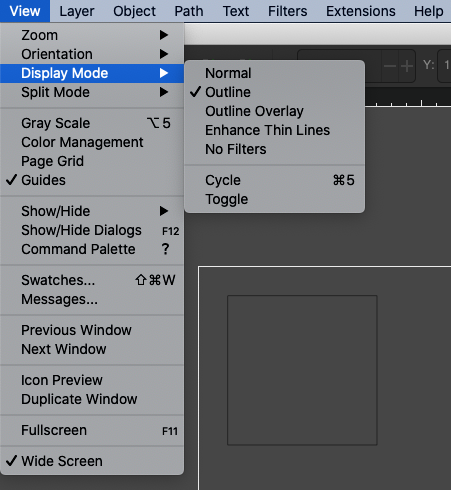 View Layer Object Path Text Filters Extensions Help
Zoom ▶
Orientation ▶
Display Mode ▶
Split Mode ▶
Gray Scale ⌥5
Color Management
Page Grid
✓ Guides
Show/Hide ▶
Show/Hide Dialogs F12
Command Palette ?
Swatches... ⇧⌘W
Messages...
Previous Window
Next Window
Icon Preview
Duplicate Window
Fullscreen F11
✓ Wide Screen
Normal
✓ Outline
Outline Overlay
Enhance Thin Lines
No Filters
Cycle ⌘5
Toggle
Y: 1